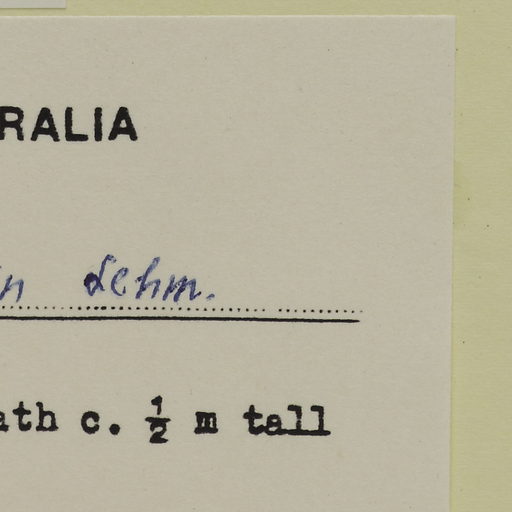 RALIA
n Lehm.
ath c. ½ m tall